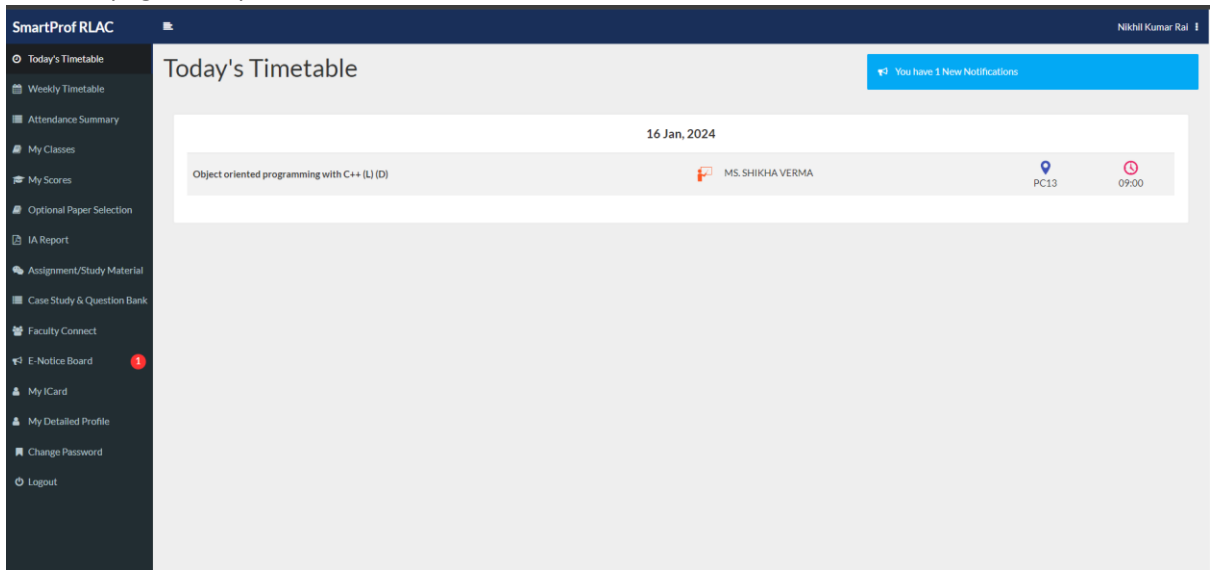 SmartProf RLAC
Nikhil Kumar Rai
Today's Timetable
Weekly Timetable
Attendance Summary
My Classes
My Scores
Optional Paper Selection
IA Report
Assignment/Study Material
Case Study & Question Bank
Faculty Connect
E-Notice Board 1
My ICard
My Detailed Profile
Change Password
Logout
Today's Timetable
You have 1 New Notifications
16 Jan, 2024
Object oriented programming with C++ (L) (D) MS. SHIKHA VERMA PC13 09:00